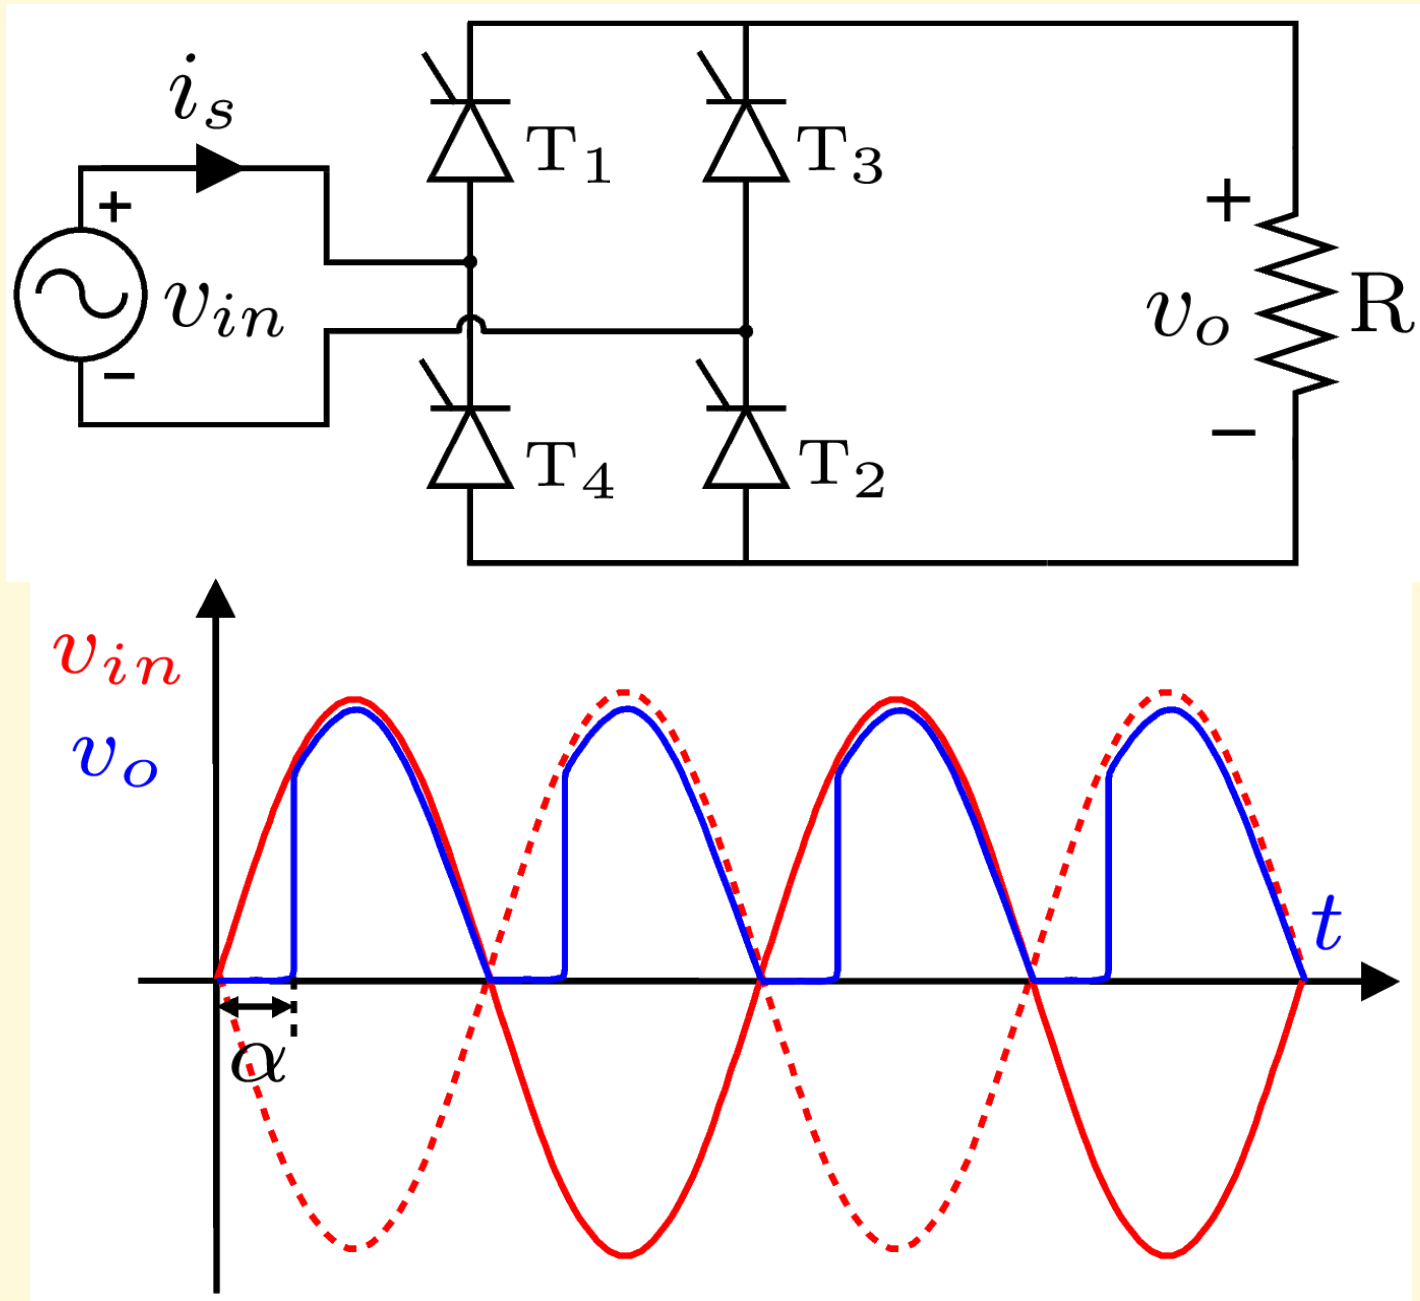 i_s
T_1
T_3
+
v_in
−
+
v_o
R
−
T_4
T_2
v_in
v_o
t
α